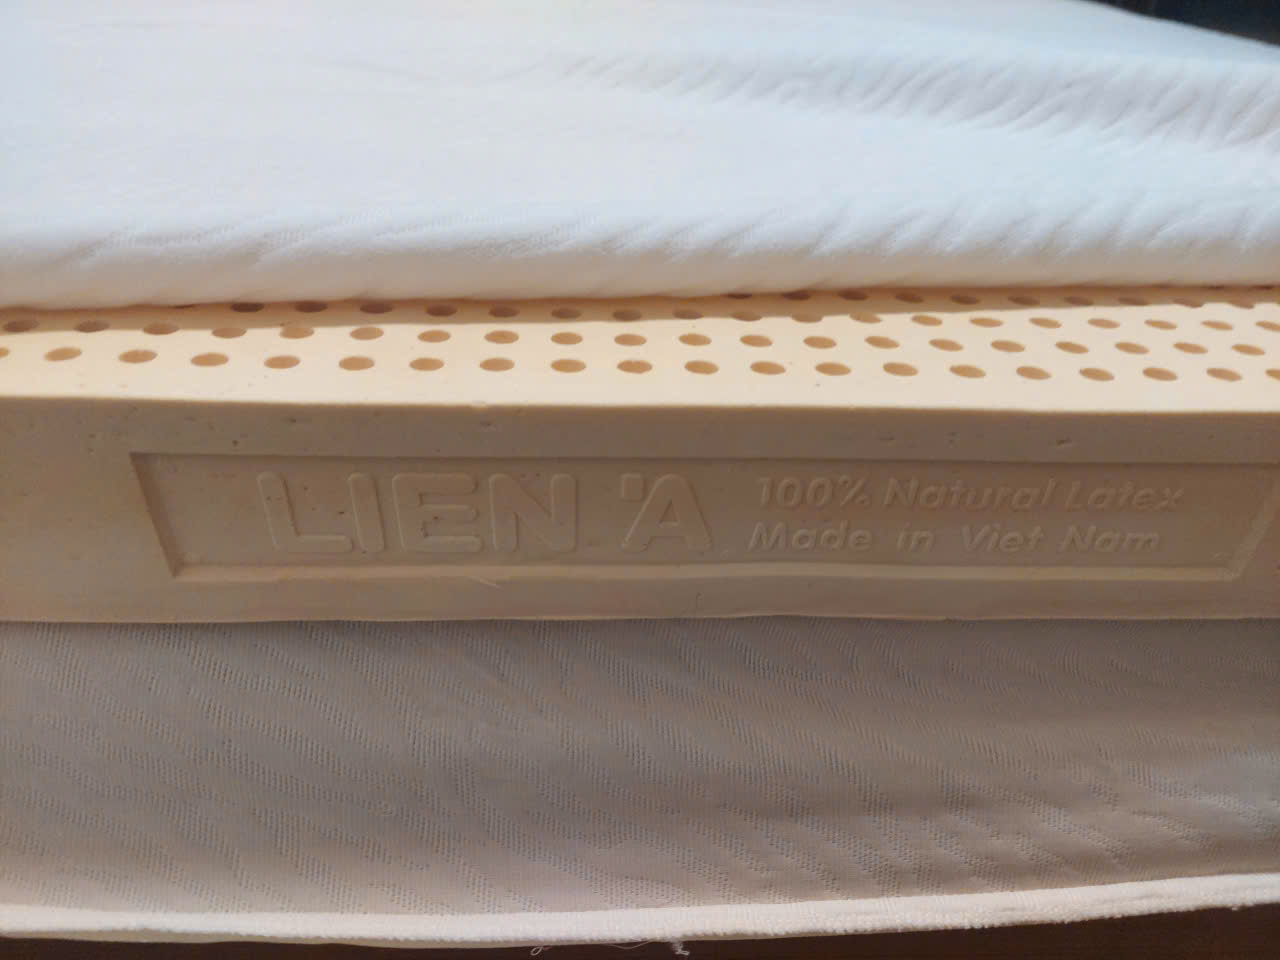 LIEN 'A
100% Natural Latex
Made in Viet Nam